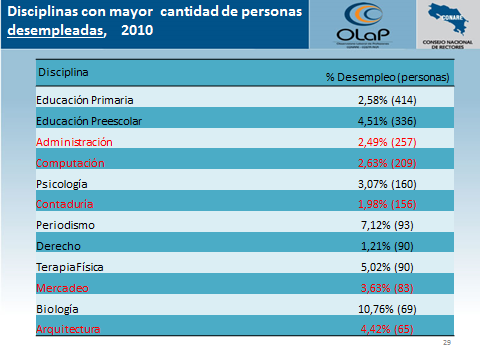 Disciplinas con mayor cantidad de personas
desempleadas, 2010
OLaP
CONARE
CONSEJO NACIONAL
DE RECTORES
Disciplina % Desempleo (personas)
Educación Primaria 2,58% (414)
Educación Preescolar 4,51% (336)
Administración 2,49% (257)
Computación 2,63% (209)
Psicología 3,07% (160)
Contaduría 1,98% (156)
Periodismo 7,12% (93)
Derecho 1,21% (90)
Terapia Física 5,02% (90)
Mercadeo 3,63% (83)
Biología 10,76% (69)
Arquitectura 4,42% (65)
29